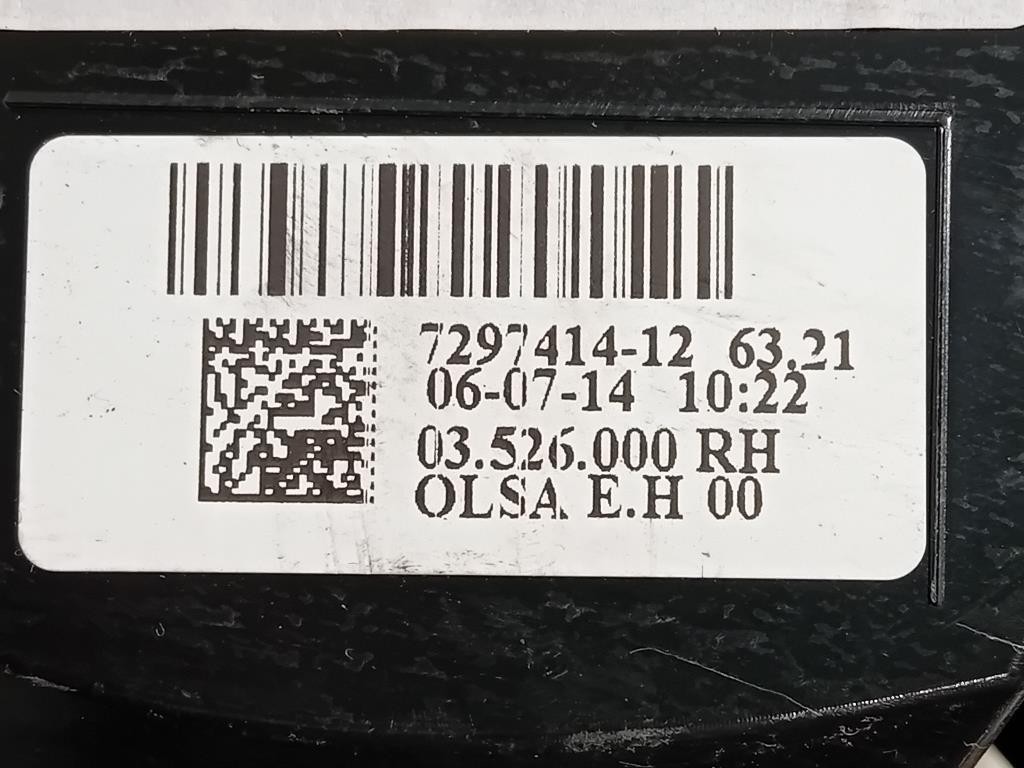 7297414-12 63.21
06-07-14 10:22
03.526.000 RH
OLSA E.H 00